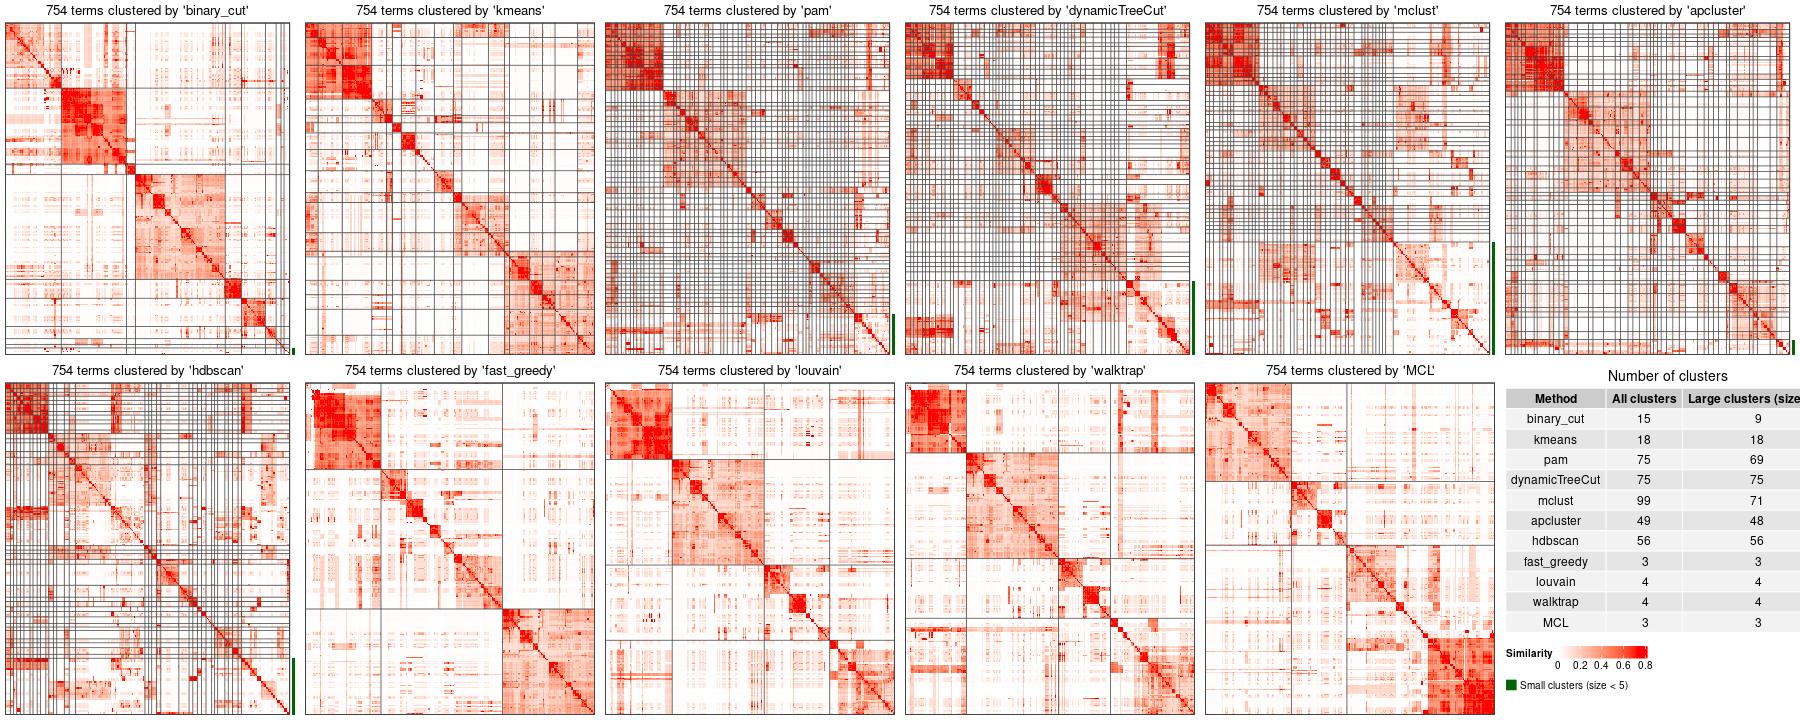 754 terms clustered by 'binary_cut'
754 terms clustered by 'kmeans'
754 terms clustered by 'pam'
754 terms clustered by 'dynamicTreeCut'
754 terms clustered by 'mclust'
754 terms clustered by 'apcluster'
754 terms clustered by 'hdbscan'
754 terms clustered by 'fast_greedy'
754 terms clustered by 'louvain'
754 terms clustered by 'walktrap'
754 terms clustered by 'MCL'
Number of clusters
Method All clusters Large clusters (size
binary_cut 15 9
kmeans 18 18
pam 75 69
dynamicTreeCut 75 75
mclust 99 71
apcluster 49 48
hdbscan 56 56
fast_greedy 3 3
louvain 4 4
walktrap 4 4
MCL 3 3
Similarity
0 0.2 0.4 0.6 0.8
Small clusters (size < 5)